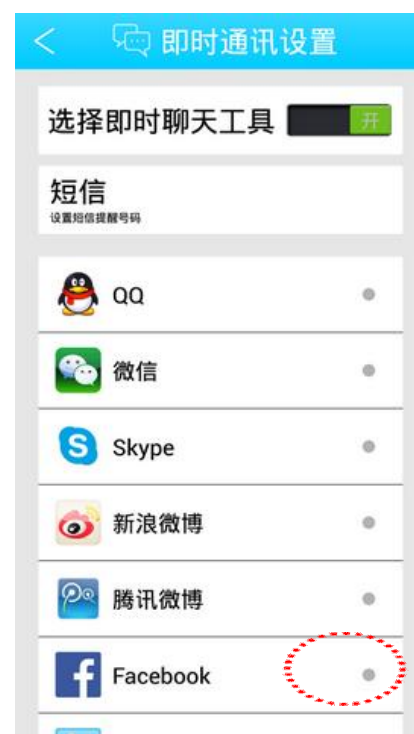 即时通讯设置
选择即时聊天工具 开
短信
设置短信提醒号码
QQ
微信
Skype
新浪微博
腾讯微博
Facebook